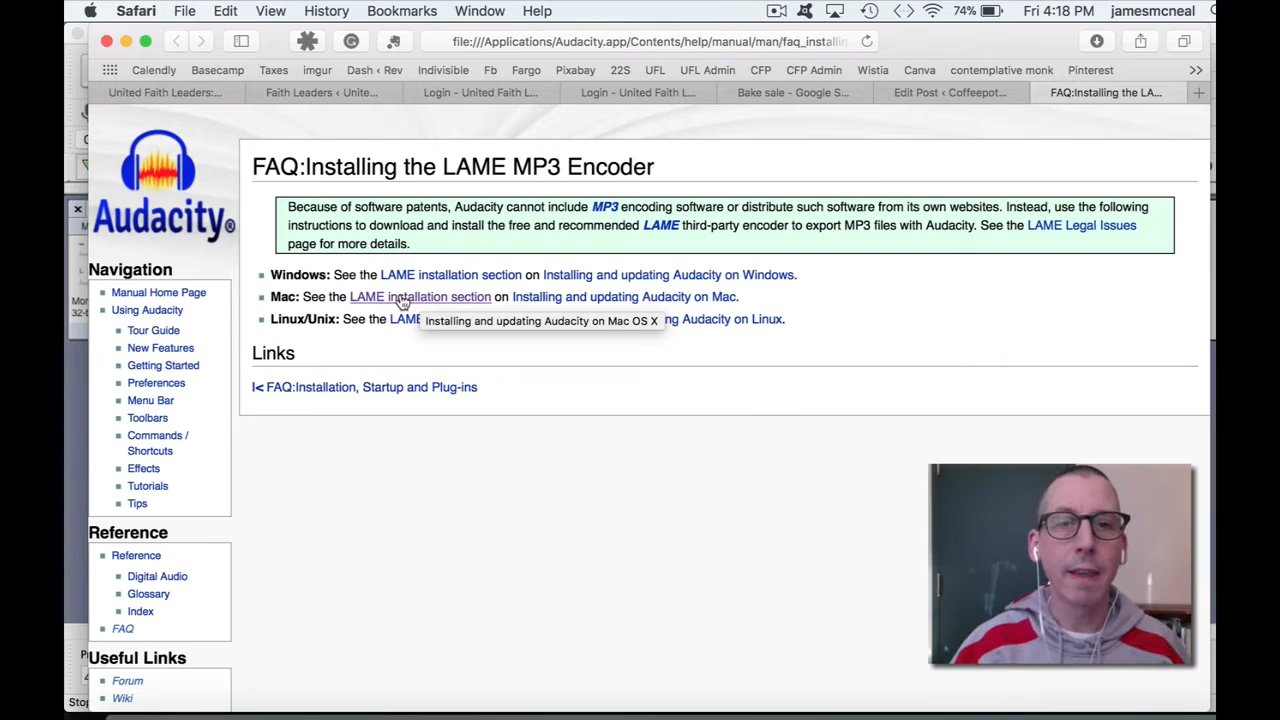 Safari File Edit View History Bookmarks Window Help 74% Fri 4:18 PM jamesmceal
file:///Applications/Audacity.app/Contents/help/manual/man/faq_installin
Calendly Basecamp Taxes imgur Dash ‹ Rev Indivisible Fb Fargo Pixabay 22S UFL UFL Admin CFP CFP Admin Wistia Canva contemplative monk Pinterest
United Faith Leaders:... Faith Leaders ‹ Unite... Login - United Faith L... Login - United Faith L... Bake sale - Google S... Edit Post ‹ Coffeepot... FAQ:Installing the LA...
Audacity®
FAQ:Installing the LAME MP3 Encoder
Because of software patents, Audacity cannot include MP3 encoding software or distribute such software from its own websites. Instead, use the following
instructions to download and install the free and recommended LAME third-party encoder to export MP3 files with Audacity. See the LAME Legal Issues
page for more details.
Windows: See the LAME installation section on Installing and updating Audacity on Windows.
Mac: See the LAME installation section on Installing and updating Audacity on Mac.
Linux/Unix: See the LAME ng Audacity on Linux.
Installing and updating Audacity on Mac OS X
Links
|< FAQ:Installation, Startup and Plug-ins
Navigation
Manual Home Page
Using Audacity
Tour Guide
New Features
Getting Started
Preferences
Menu Bar
Toolbars
Commands /
Shortcuts
Effects
Tutorials
Tips
Reference
Reference
Digital Audio
Glossary
Index
FAQ
Useful Links
Forum
Wiki